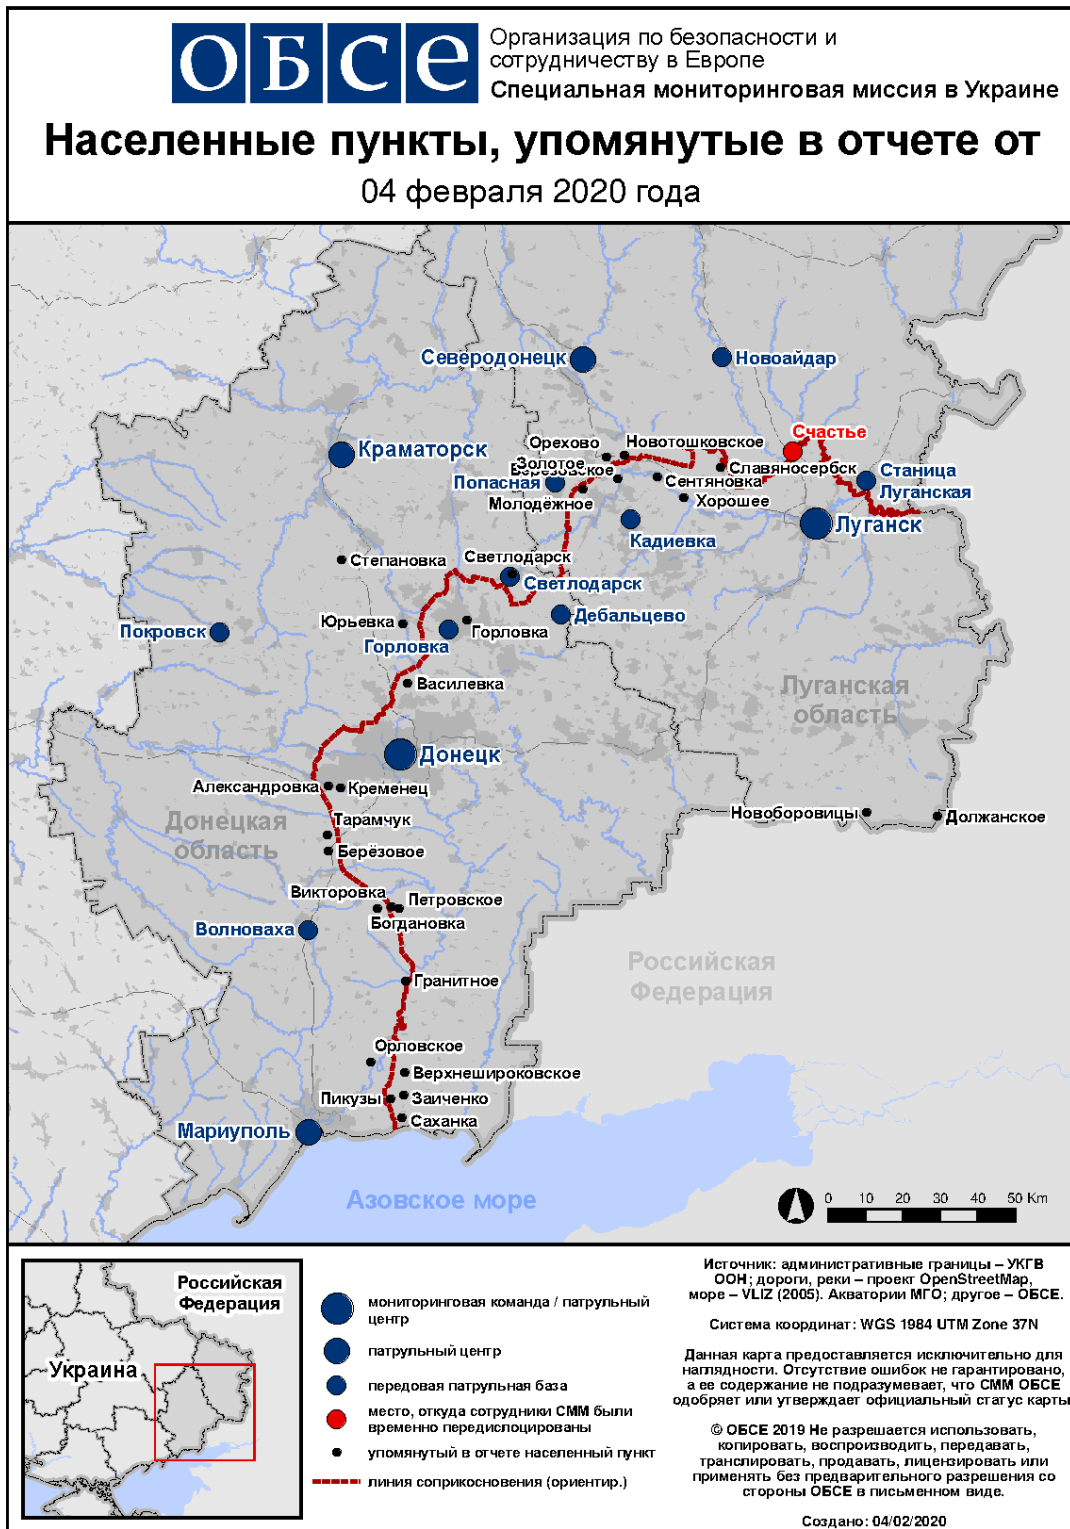 ОБСЕ
Организация по безопасности и
сотрудничеству в Европе
Специальная мониторинговая миссия в Украине
Населенные пункты, упомянутые в отчете от
04 февраля 2020 года
Северодонецк
Новоайдар
Счастье
Краматорск
Орехово
Новотошковское
Золотое
Берёзовское
Славяносербск
Станица
Луганская
Попасная
Сентяновка
Молодёжное
Хорошее
Луганск
Кадиевка
Степановка
Светлодарск
Светлодарск
Дебальцево
Юрьевка
Горловка
Покровск
Горловка
Василевка
Луганская
область
Донецк
Александровка
Кременец
Новоборовицы
Должанское
Донецкая
область
Тарамчук
Берёзовое
Викторовка
Петровское
Богдановка
Волноваха
Российская
Федерация
Гранитное
Орловское
Верхнешироковское
Пикузы
Заиченко
Саханка
Мариуполь
Азовское море
0 10 20 30 40 50 Km
Российская
Федерация
Украина
мониторинговая команда / патрульный
центр
патрульный центр
передовая патрульная база
место, откуда сотрудники СММ были
временно передислоцированы
упомянутый в отчете населенный пункт
линия соприкосновения (ориентир.)
Источник: административные границы – УКГВ
ООН; дороги, реки – проект OpenStreetMap,
море – VLIZ (2005). Акватории МГО; другое – ОБСЕ.
Система координат: WGS 1984 UTM Zone 37N
Данная карта предоставляется исключительно для
наглядности. Отсутствие ошибок не гарантировано,
а ее содержание не подразумевает, что СММ ОБСЕ
одобряет или утверждает официальный статус карты
© ОБСЕ 2019 Не разрешается использовать,
копировать, воспроизводить, передавать,
транслировать, продавать, лицензировать или
применять без предварительного разрешения со
стороны ОБСЕ в письменном виде.
Создано: 04/02/2020